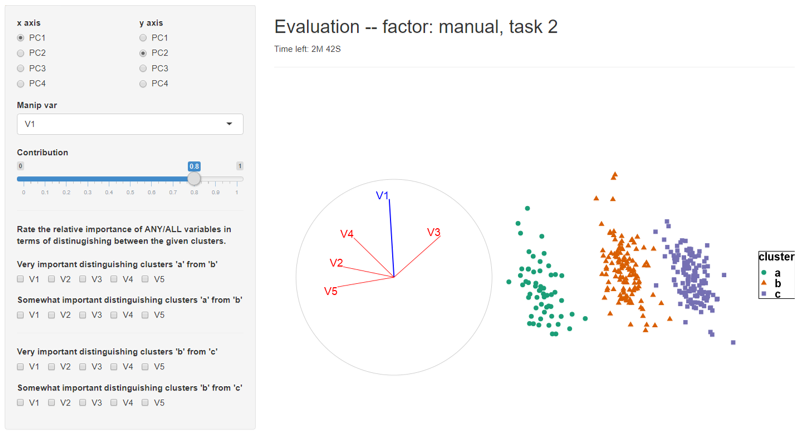 x axis
PC1
PC2
PC3
PC4
y axis
PC1
PC2
PC3
PC4
Manip var
V1
Contribution
0 0.8 1
0 0.1 0.2 0.3 0.4 0.5 0.6 0.7 0.8 0.9 1
Rate the relative importance of ANY/ALL variables in
terms of distinugishing between the given clusters.
Very important distinguishing clusters 'a' from 'b'
V1 V2 V3 V4 V5
Somewhat important distinguishing clusters 'a' from 'b'
V1 V2 V3 V4 V5
Very important distinguishing clusters 'b' from 'c'
V1 V2 V3 V4 V5
Somewhat important distinguishing clusters 'b' from 'c'
V1 V2 V3 V4 V5
Evaluation -- factor: manual, task 2
Time left: 2M 42S
V1
V4
V3
V2
V5
cluster
a
b
c